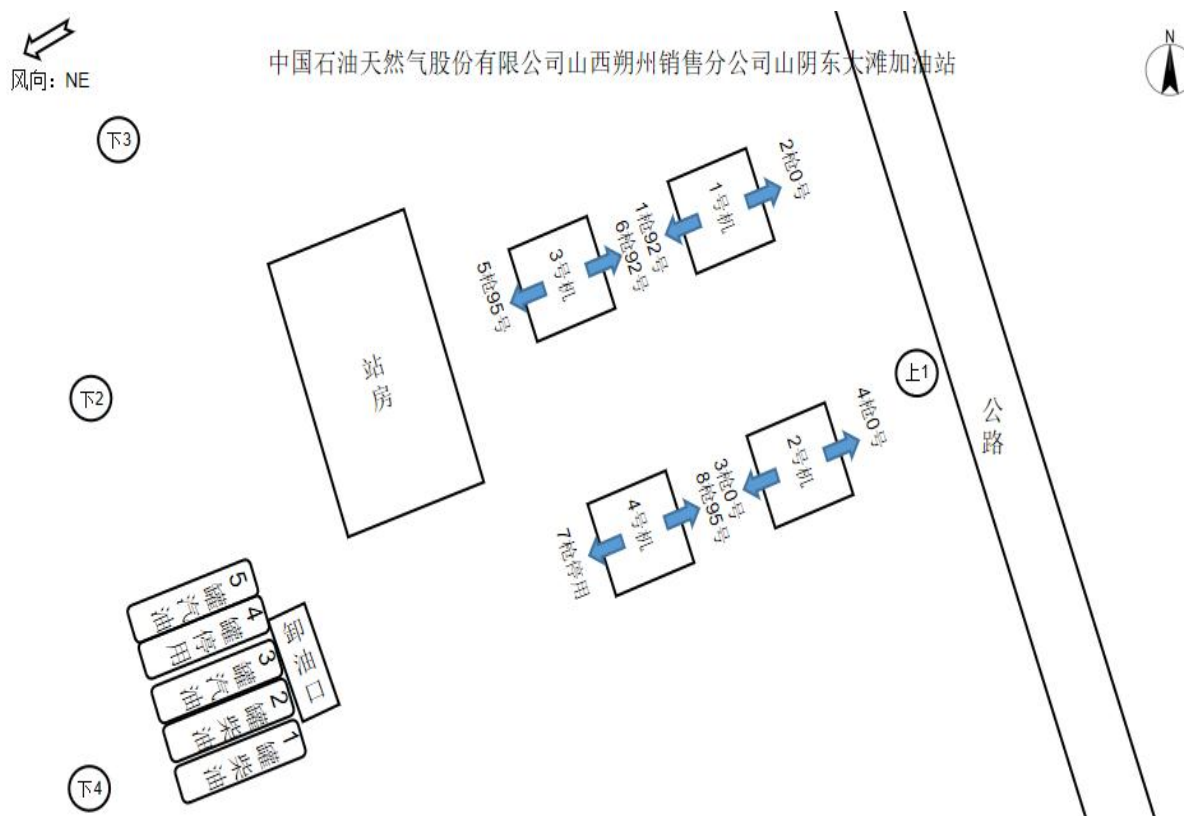 中国石油天然气股份有限公司山西朔州销售分公司山阴东大滩加油站
风向：NE
N
下3
2枪0号
1号机
1枪92号
6枪92号
3号机
5枪95号
站房
下2
上1
公路
4枪0号
2号机
3枪0号
8枪95号
4号机
7枪停用
5罐汽油
4罐停用
3罐汽油
2罐柴油
1罐柴油
卸油口
下4